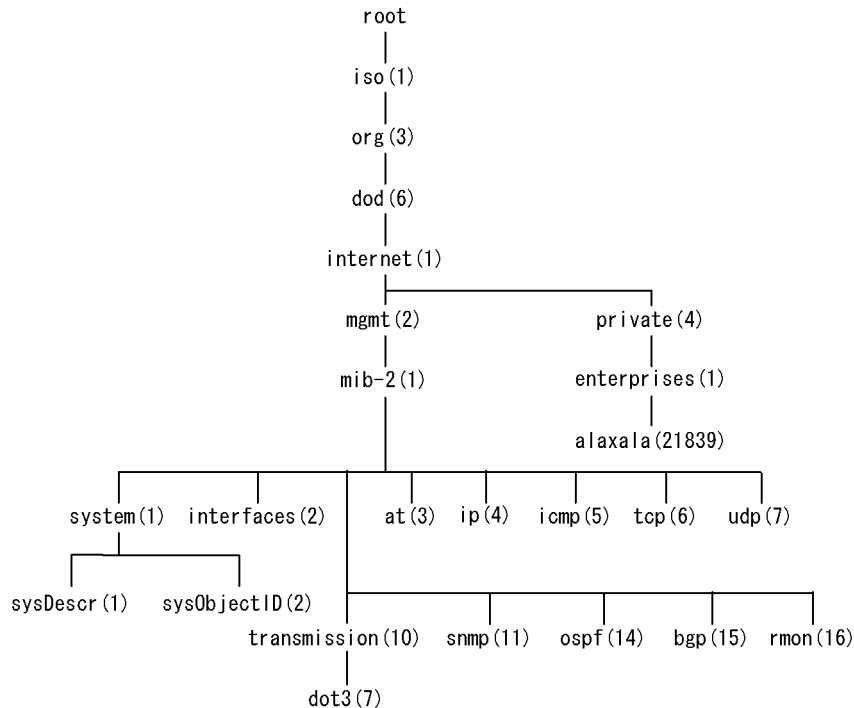 root
iso(1)
org(3)
dod(6)
internet(1)
mgmt(2) private(4)
mib-2(1) enterprises(1)
alaxala(21839)
system(1) interfaces(2) at(3) ip(4) icmp(5) tcp(6) udp(7)
sysDescr(1) sysObjectID(2)
transmission(10) snmp(11) ospf(14) bgp(15) rmon(16)
dot3(7)